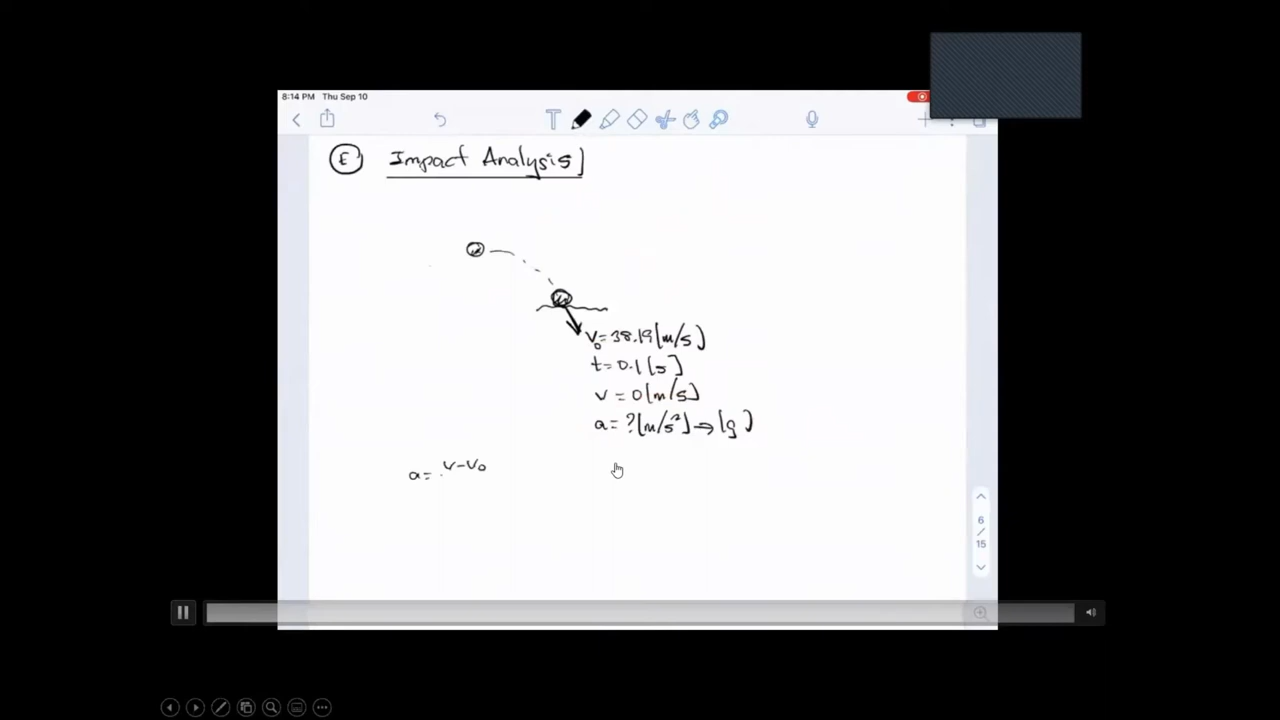 8:14 PM Thu Sep 10
T
E Impact Analysis]
V₀=38.19[m/s]
t=0.1[s]
V=0[m/s]
a=?[m/s²]→[g]
a= V-V₀
6
/
15